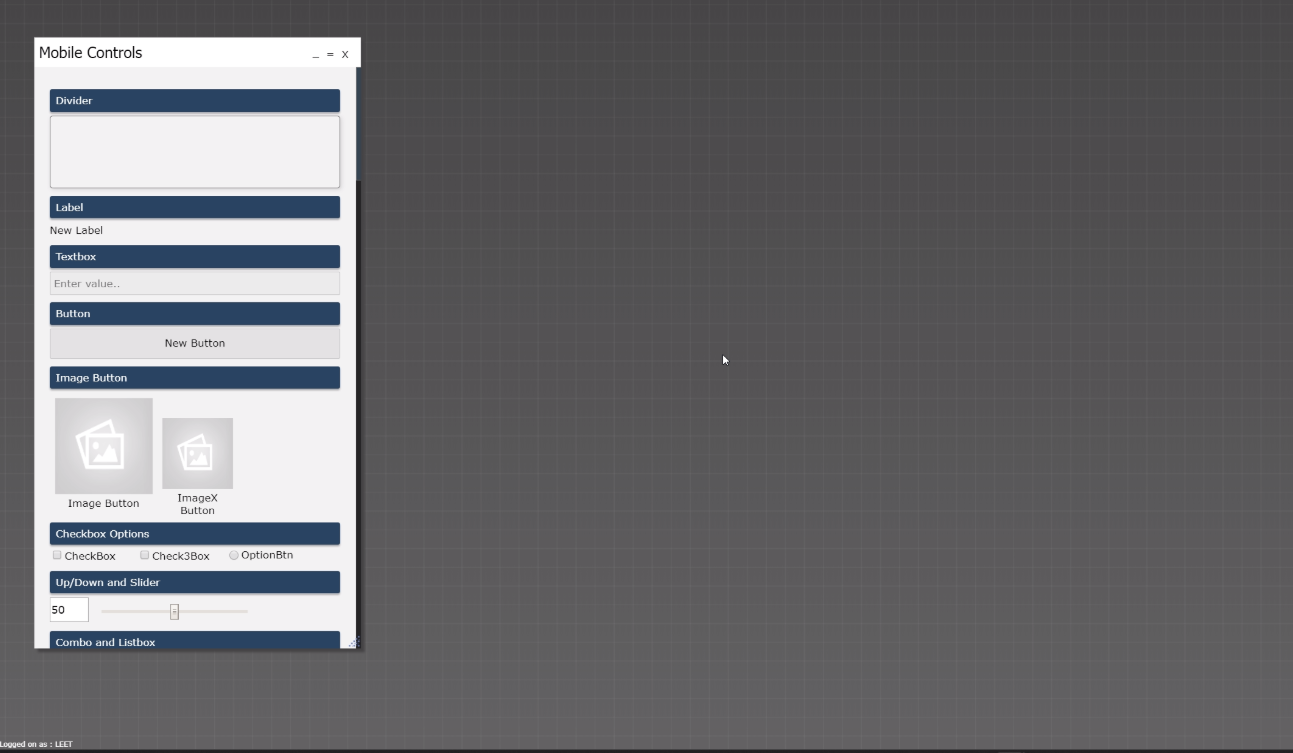 Mobile Controls
_ = X
Divider
Label
New Label
Textbox
Enter value..
Button
New Button
Image Button
Image Button
ImageX
Button
Checkbox Options
CheckBox Check3Box OptionBtn
Up/Down and Slider
50
Combo and Listbox
Logged on as : LEET